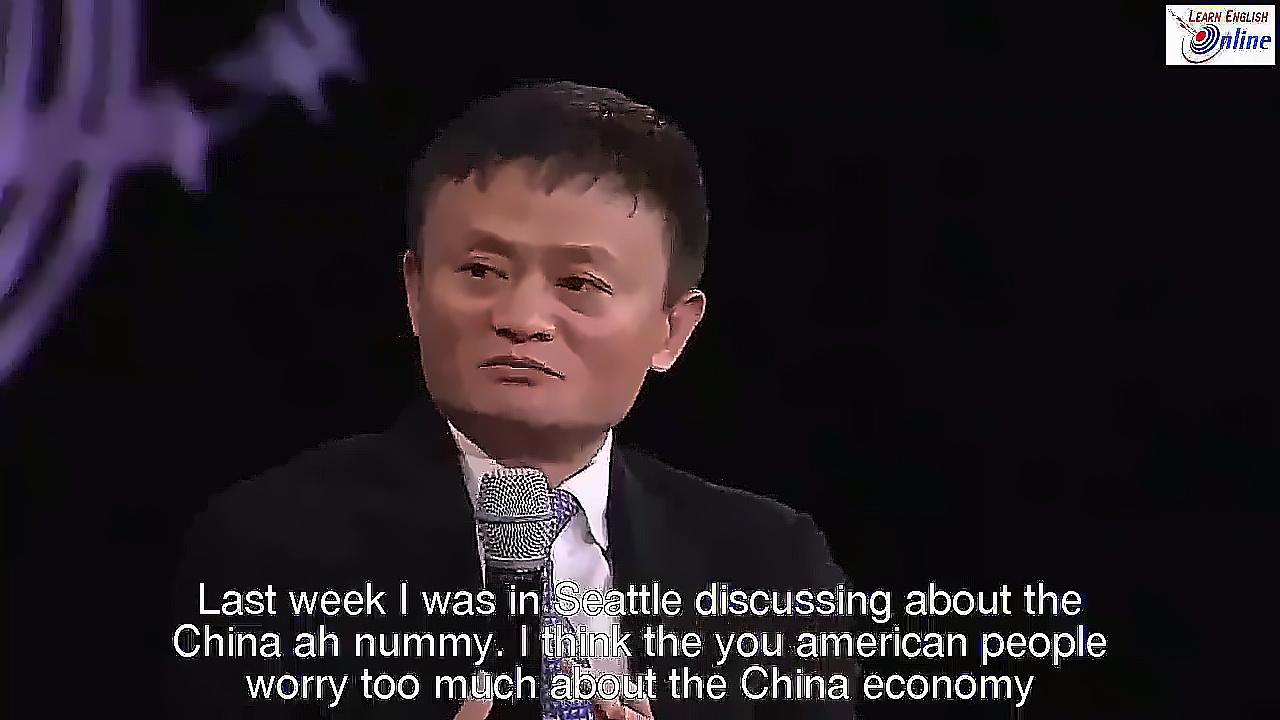 LEARN ENGLISH
Online
Last week I was in Seattle discussing about the
China ah nummy. I think the you american people
worry too much about the China economy